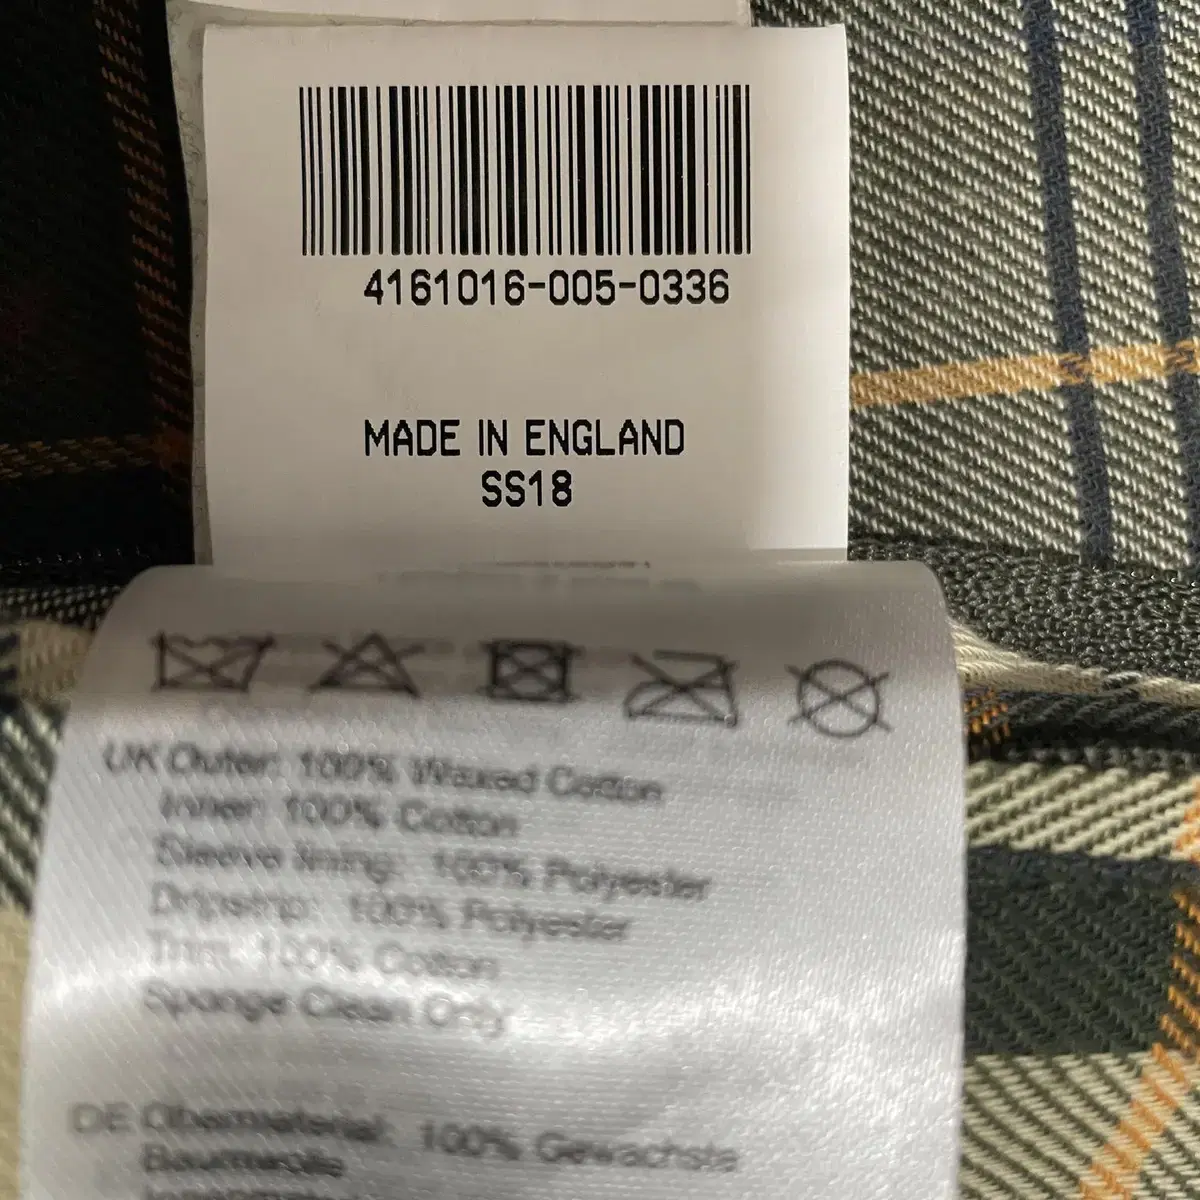 4161016-005-0336
MADE IN ENGLAND
SS18
UK Outer: 100% Waxed Cotton
Inner: 100% Cotton
Sleeve lining: 100% Polyester
Dripstrip: 100% Polyester
Trim: 100% Cotton
Sponge Clean Only
DE Obermaterial: 100% Gewachste
Baumwolle